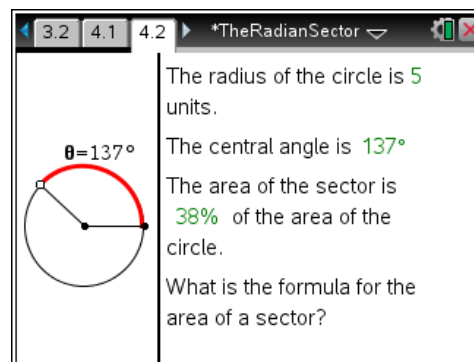 3.2 4.1 4.2 *TheRadianSector
The radius of the circle is 5
units.
θ=137°
The central angle is 137°
The area of the sector is
38% of the area of the
circle.
What is the formula for the
area of a sector?